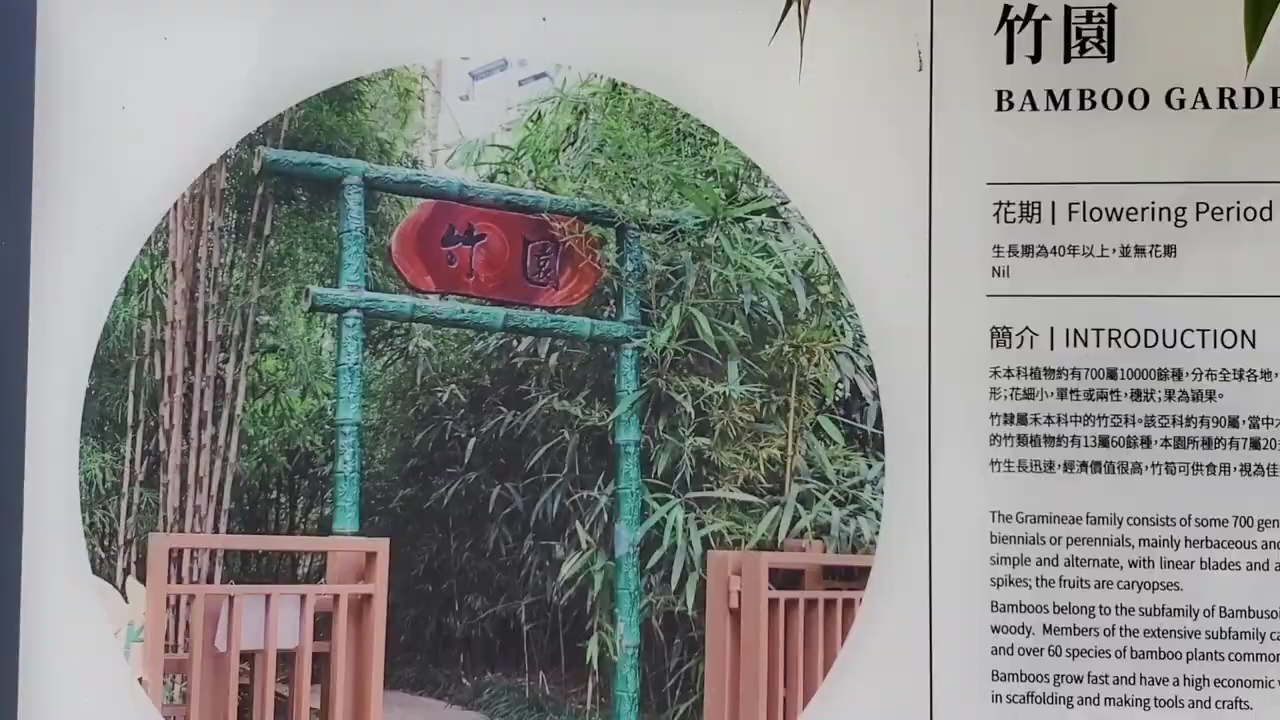 竹園
竹園
BAMBOO GARDE
花期 | Flowering Period
生長期為40年以上，並無花期
Nil
簡介 | INTRODUCTION
禾本科植物約有700屬10000餘種，分布全球各地，
形；花細小，單性或兩性，穗狀；果為穎果。
竹隸屬禾本科中的竹亞科。該亞科約有90屬，當中
的竹類植物約有13屬60餘種，本園所種的有7屬20
竹生長迅速，經濟價值很高，竹筍可供食用，視為佳
The Gramineae family consists of some 700 gen
biennials or perennials, mainly herbaceous and
simple and alternate, with linear blades and a
spikes; the fruits are caryopses.
Bamboos belong to the subfamily of Bambuso
woody. Members of the extensive subfamily ca
and over 60 species of bamboo plants common
Bamboos grow fast and have a high economic v
in scaffolding and making tools and crafts.